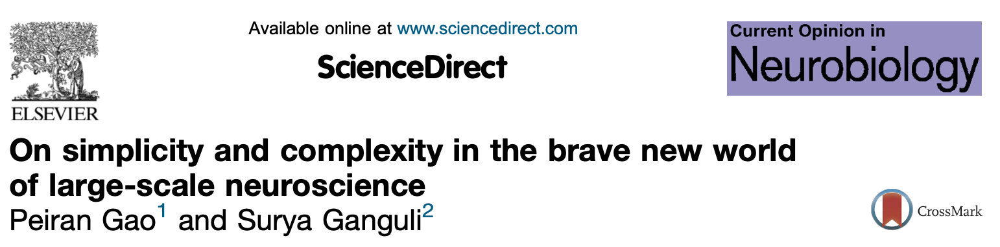 Available online at www.sciencedirect.com
ScienceDirect
ELSEVIER
Current Opinion in
Neurobiology
On simplicity and complexity in the brave new world
of large-scale neuroscience
Peiran Gao1 and Surya Ganguli2
CrossMark